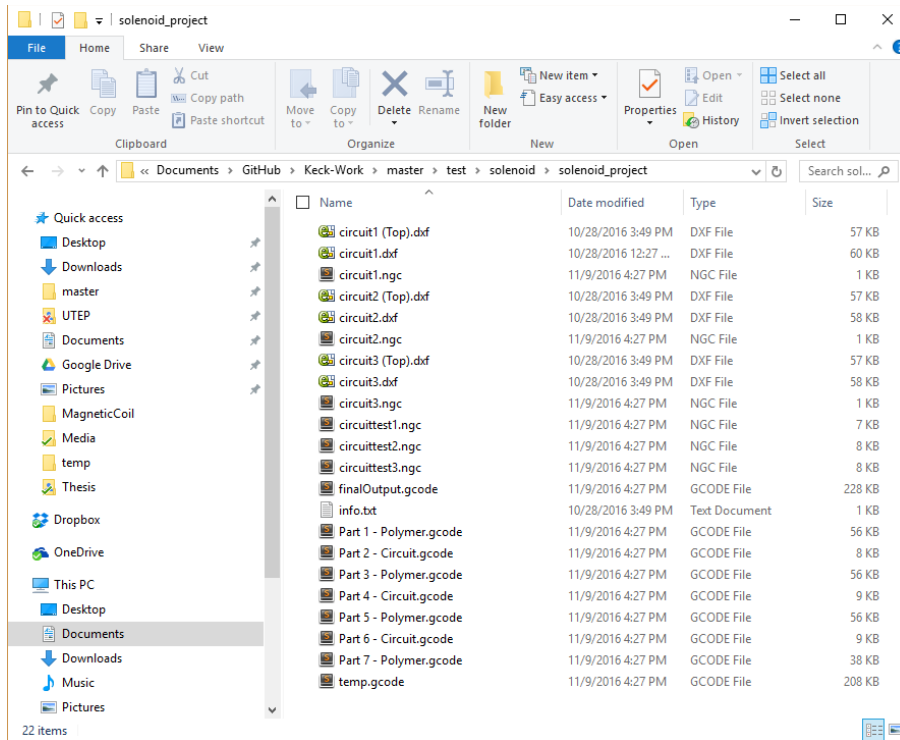 solenoid_project
File Home Share View
Pin to Quick access
Copy
Paste
Cut
Copy path
Paste shortcut
Clipboard
Move to
Copy to
Delete
Rename
Organize
New folder
New item
Easy access
New
Properties
Open
Edit
History
Open
Select all
Select none
Invert selection
Select
« Documents > GitHub > Keck-Work > master > test > solenoid > solenoid_project
Search sol...
Quick access
Desktop
Downloads
master
UTEP
Documents
Google Drive
Pictures
MagneticCoil
Media
temp
Thesis
Dropbox
OneDrive
This PC
Desktop
Documents
Downloads
Music
Pictures
Name Date modified Type Size
circuit1 (Top).dxf 10/28/2016 3:49 PM DXF File 57 KB
circuit1.dxf 10/28/2016 12:27 ... DXF File 60 KB
circuit1.ngc 11/9/2016 4:27 PM NGC File 1 KB
circuit2 (Top).dxf 10/28/2016 3:49 PM DXF File 57 KB
circuit2.dxf 10/28/2016 3:49 PM DXF File 58 KB
circuit2.ngc 11/9/2016 4:27 PM NGC File 1 KB
circuit3 (Top).dxf 10/28/2016 3:49 PM DXF File 57 KB
circuit3.dxf 10/28/2016 3:49 PM DXF File 58 KB
circuit3.ngc 11/9/2016 4:27 PM NGC File 1 KB
circuittest1.ngc 11/9/2016 4:27 PM NGC File 7 KB
circuittest2.ngc 11/9/2016 4:27 PM NGC File 8 KB
circuittest3.ngc 11/9/2016 4:27 PM NGC File 8 KB
finalOutput.gcode 11/9/2016 4:27 PM GCODE File 228 KB
info.txt 10/28/2016 3:49 PM Text Document 1 KB
Part 1 - Polymer.gcode 11/9/2016 4:27 PM GCODE File 56 KB
Part 2 - Circuit.gcode 11/9/2016 4:27 PM GCODE File 8 KB
Part 3 - Polymer.gcode 11/9/2016 4:27 PM GCODE File 56 KB
Part 4 - Circuit.gcode 11/9/2016 4:27 PM GCODE File 9 KB
Part 5 - Polymer.gcode 11/9/2016 4:27 PM GCODE File 56 KB
Part 6 - Circuit.gcode 11/9/2016 4:27 PM GCODE File 9 KB
Part 7 - Polymer.gcode 11/9/2016 4:27 PM GCODE File 38 KB
temp.gcode 11/9/2016 4:27 PM GCODE File 208 KB
22 items